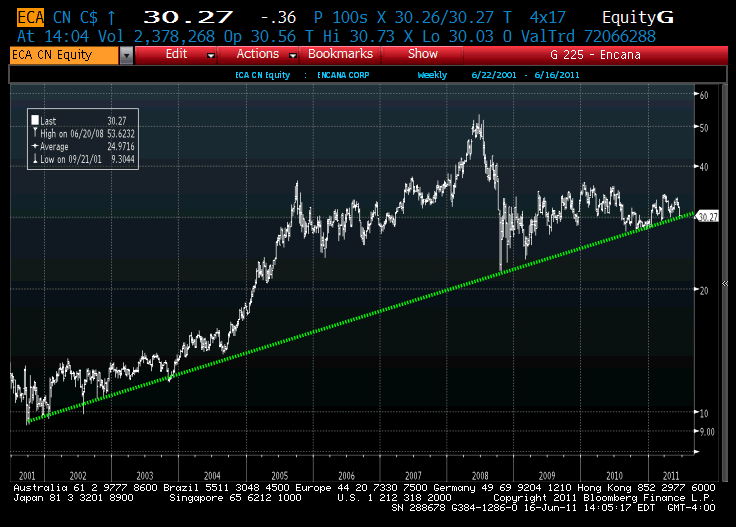 ECA CN C$ ↑ 30.27 -.36 P 100s X 30.26/30.27 T 4x17 EquityG
At 14:04 Vol 2,378,268 Op 30.56 T Hi 30.73 X Lo 30.03 O ValTrd 72066288
ECA CN Equity Edit Actions Bookmarks Show G 225 - Encana
ECA CN Equity : ENCANA CORP Weekly 6/22/2001 - 6/16/2011
Last 30.27
High on 06/20/08 53.6232
Average 24.9716
Low on 09/21/01 9.3044
60
50
40
30.27
20
10
9.00
2001 2002 2003 2004 2005 2006 2007 2008 2009 2010 2011
Australia 61 2 9777 8600 Brazil 5511 3048 4500 Europe 44 20 7330 7500 Germany 49 69 9204 1210 Hong Kong 852 2977 6000
Japan 81 3 3201 8900 Singapore 65 6212 1000 U.S. 1 212 318 2000 Copyright 2011 Bloomberg Finance L.P.
SN 288678 G384-1286-0 16-Jun-11 14:05:17 EDT GMT-4:00